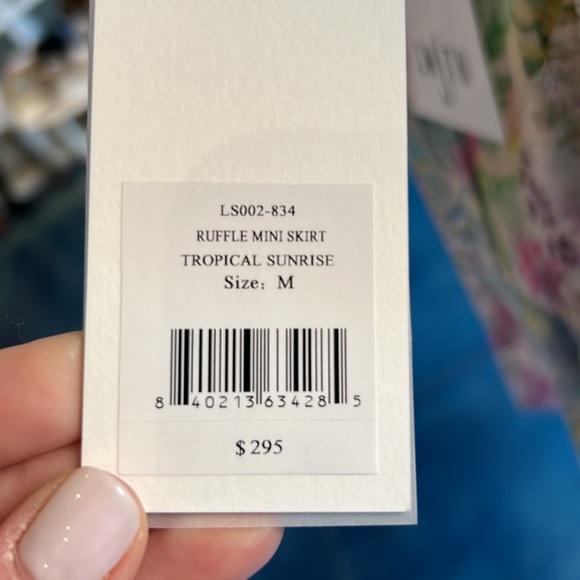 LS002-834
RUFFLE MINI SKIRT
TROPICAL SUNRISE
Size: M
8 40213 63428 5
$295